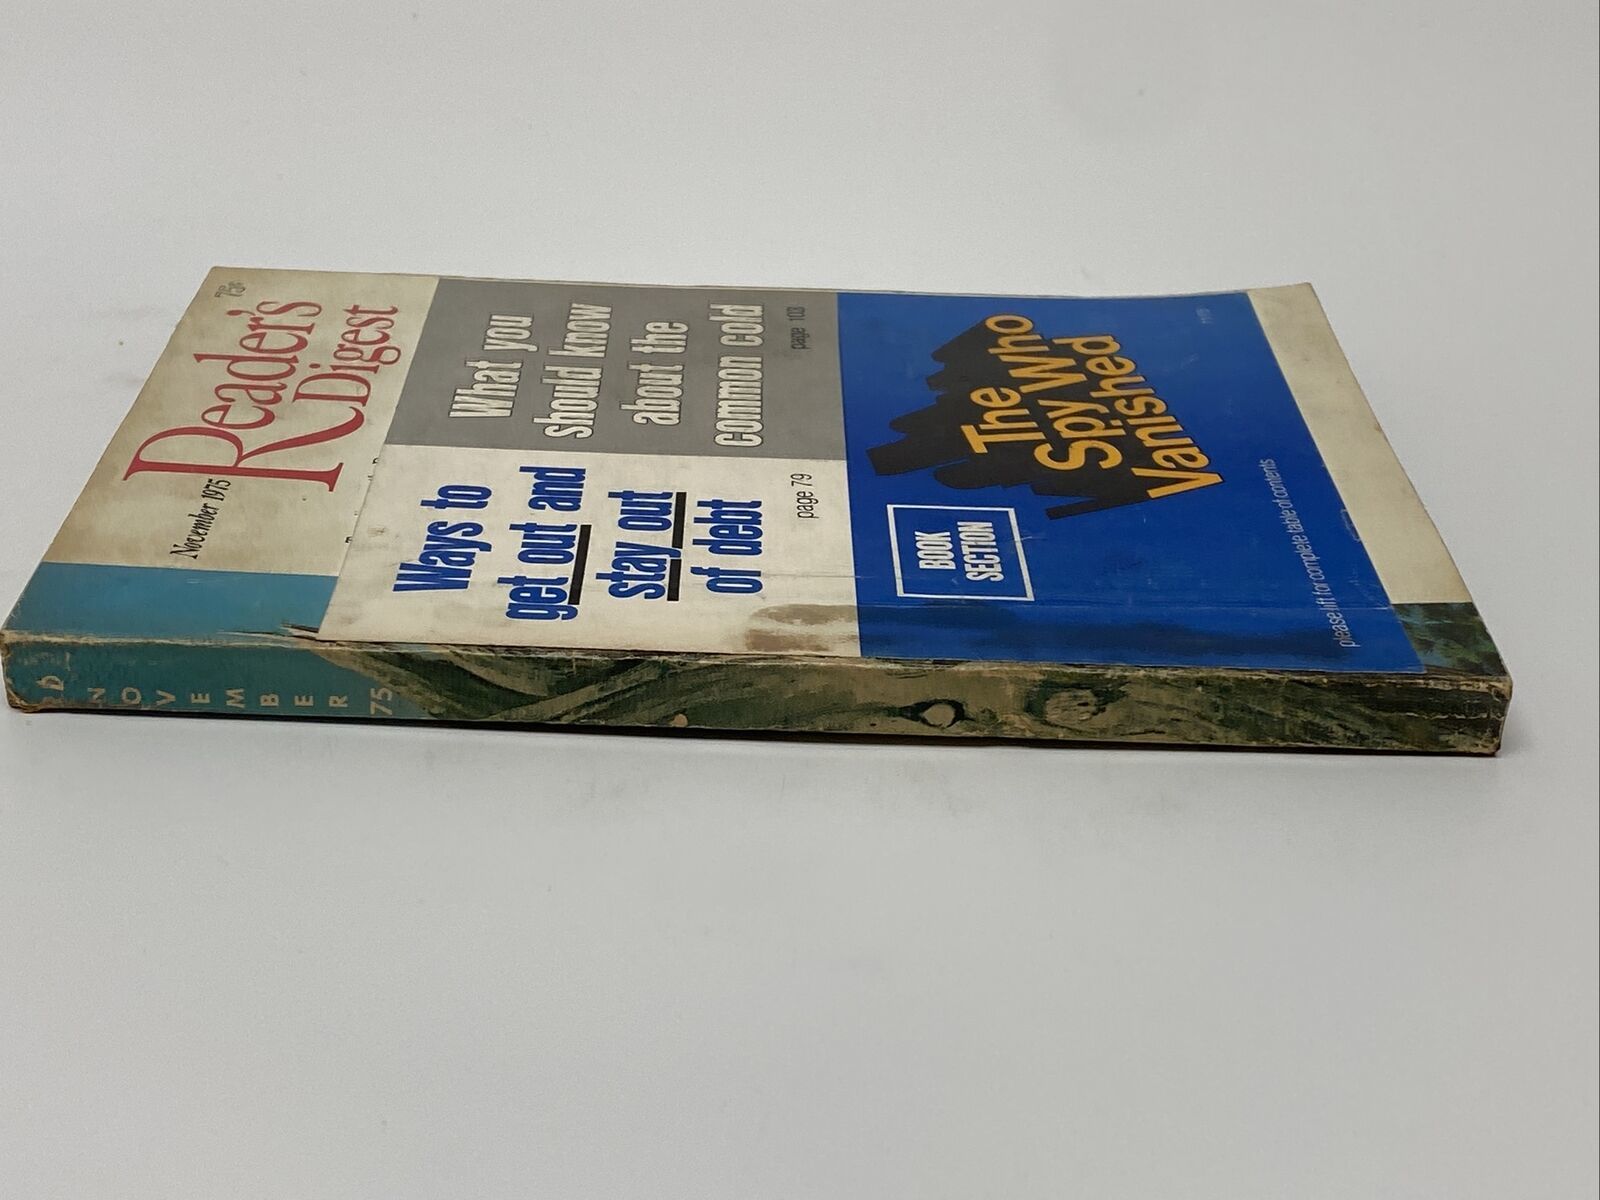 75¢
Reader's
Digest
November 1975
What you
should know
about the
common cold
page 103
Ways to
get out and
stay out
of debt
page 79
The
Spy Who
Vanished
BOOK
SECTION
please lift for complete table of contents
D NOVEMBER 75